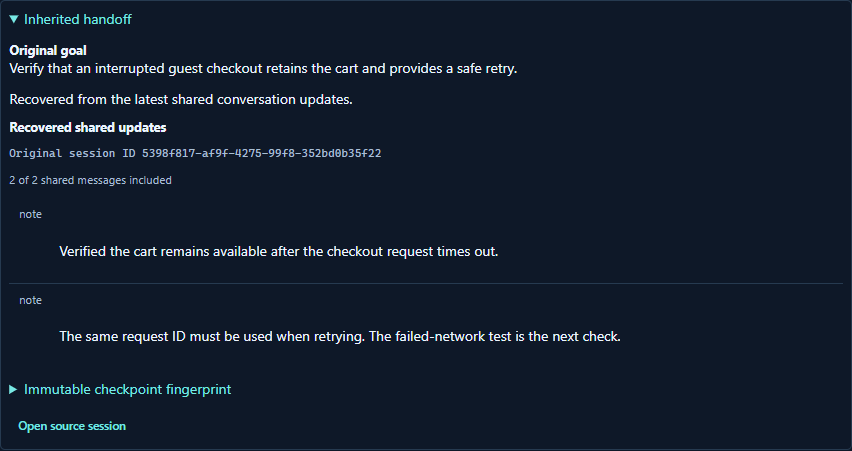 Inherited handoff
Original goal
Verify that an interrupted guest checkout retains the cart and provides a safe retry.
Recovered from the latest shared conversation updates.
Recovered shared updates
Original session ID 5398f817-af9f-4275-99f8-352bd0b35f22
2 of 2 shared messages included
note
Verified the cart remains available after the checkout request times out.
note
The same request ID must be used when retrying. The failed-network test is the next check.
Immutable checkpoint fingerprint
Open source session